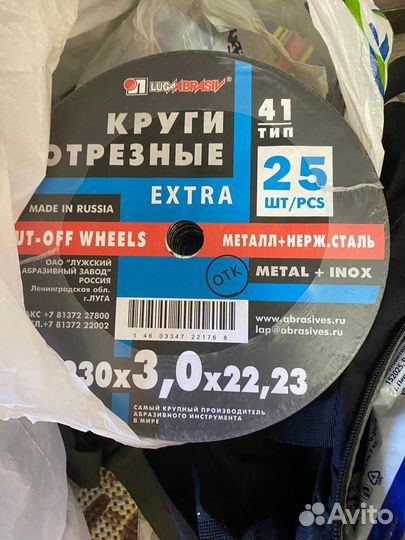 LUGAABRASIV®
41
ТИП
КРУГИ
ОТРЕЗНЫЕ
25
ШТ/PCS
EXTRA
MADE IN RUSSIA
UT-OFF WHEELS
МЕТАЛЛ+НЕРЖ.СТАЛЬ
ОАО "ЛУЖСКИЙ
АБРАЗИВНЫЙ ЗАВОД"
РОССИЯ
Ленинградская обл.
г.ЛУГА
ОТК
METAL + INOX
АКС +7 81372 27800
ЕЛ.+7 81372 22002
www.abrasives.ru
lap@abrasives.ru
1 46 03347 22176 8
230x3,0x22,23
САМЫЙ КРУПНЫЙ ПРОИЗВОДИТЕЛЬ
АБРАЗИВНОГО ИНСТРУМЕНТА
В МИРЕ
Avito